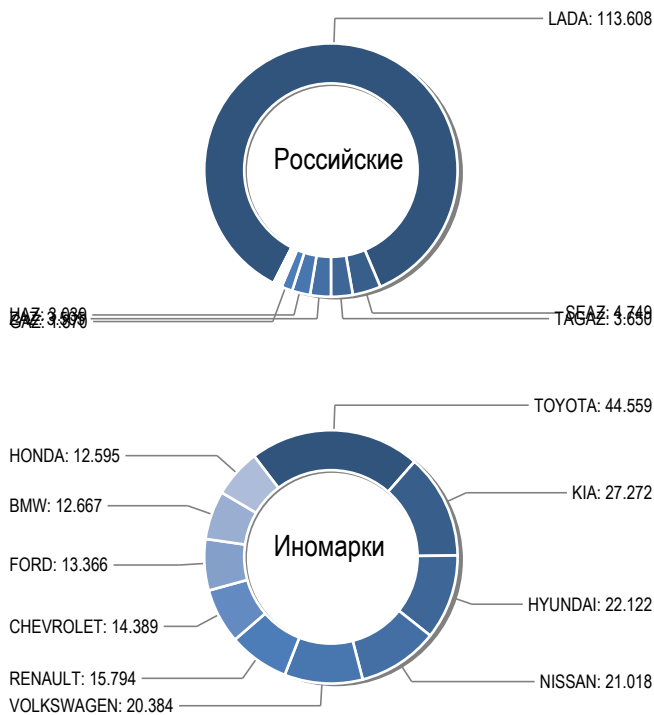 LADA: 113.608
Российские
SEAZ: 4.749
TAGAZ: 3.650
TOYOTA: 44.559
HONDA: 12.595
KIA: 27.272
BMW: 12.667
Иномарки
FORD: 13.366
HYUNDAI: 22.122
CHEVROLET: 14.389
RENAULT: 15.794
NISSAN: 21.018
VOLKSWAGEN: 20.384